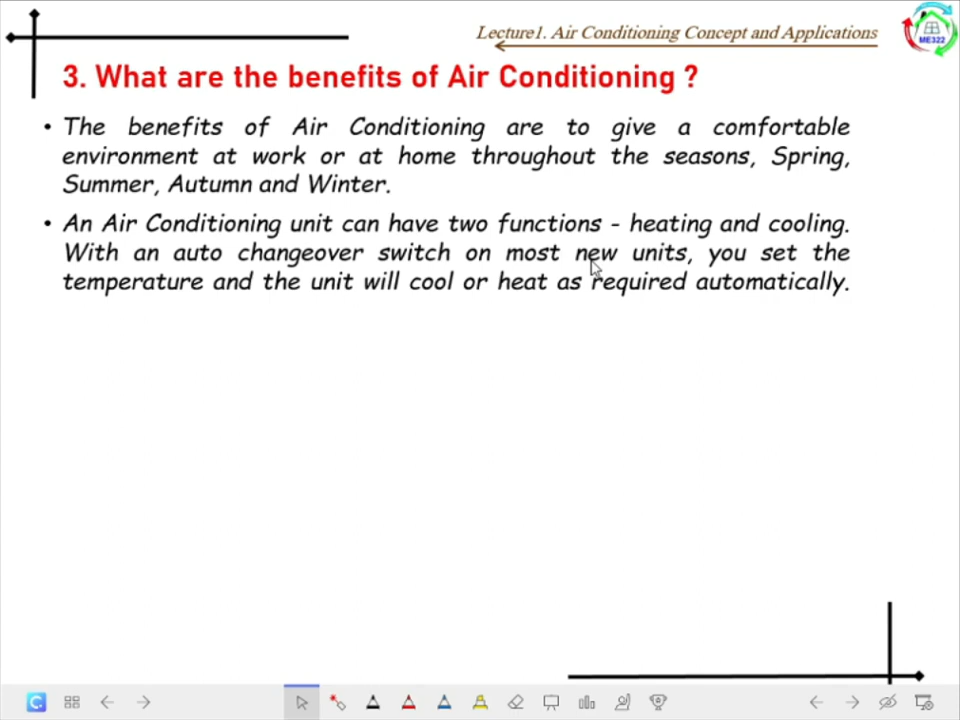 Lecture1. Air Conditioning Concept and Applications
ME322
3. What are the benefits of Air Conditioning ?
• The benefits of Air Conditioning are to give a comfortable
environment at work or at home throughout the seasons, Spring,
Summer, Autumn and Winter.
• An Air Conditioning unit can have two functions - heating and cooling.
With an auto changeover switch on most new units, you set the
temperature and the unit will cool or heat as required automatically.